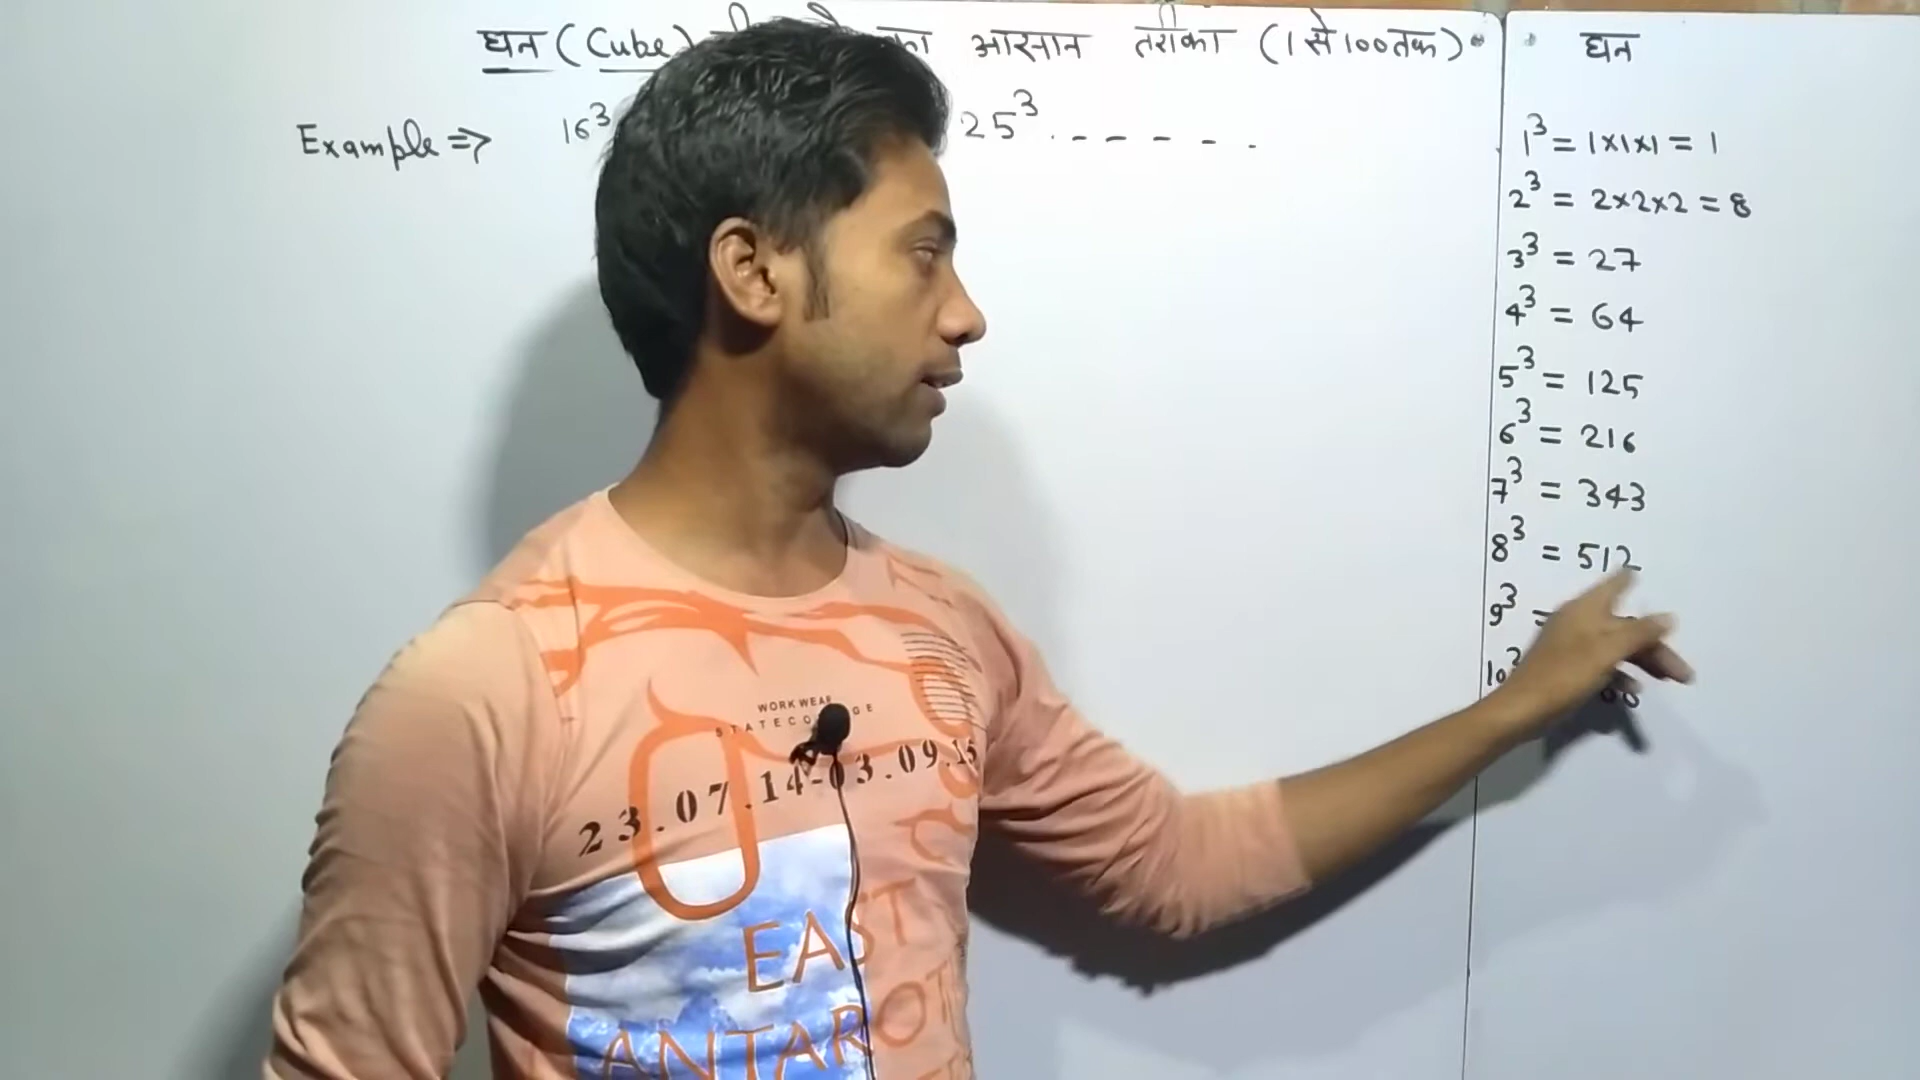 घन (Cube) का आसान तरीका (1 से 100 तक)
Example ⇒ 16³ 25³ . - - - - .
घन
1³ = 1×1×1 = 1
2³ = 2×2×2 = 8
3³ = 27
4³ = 64
5³ = 125
6³ = 216
7³ = 343
8³ = 512
9³ =
10³
WORK WEAR
23.07.14-03.09.15
EAST
ANTAR